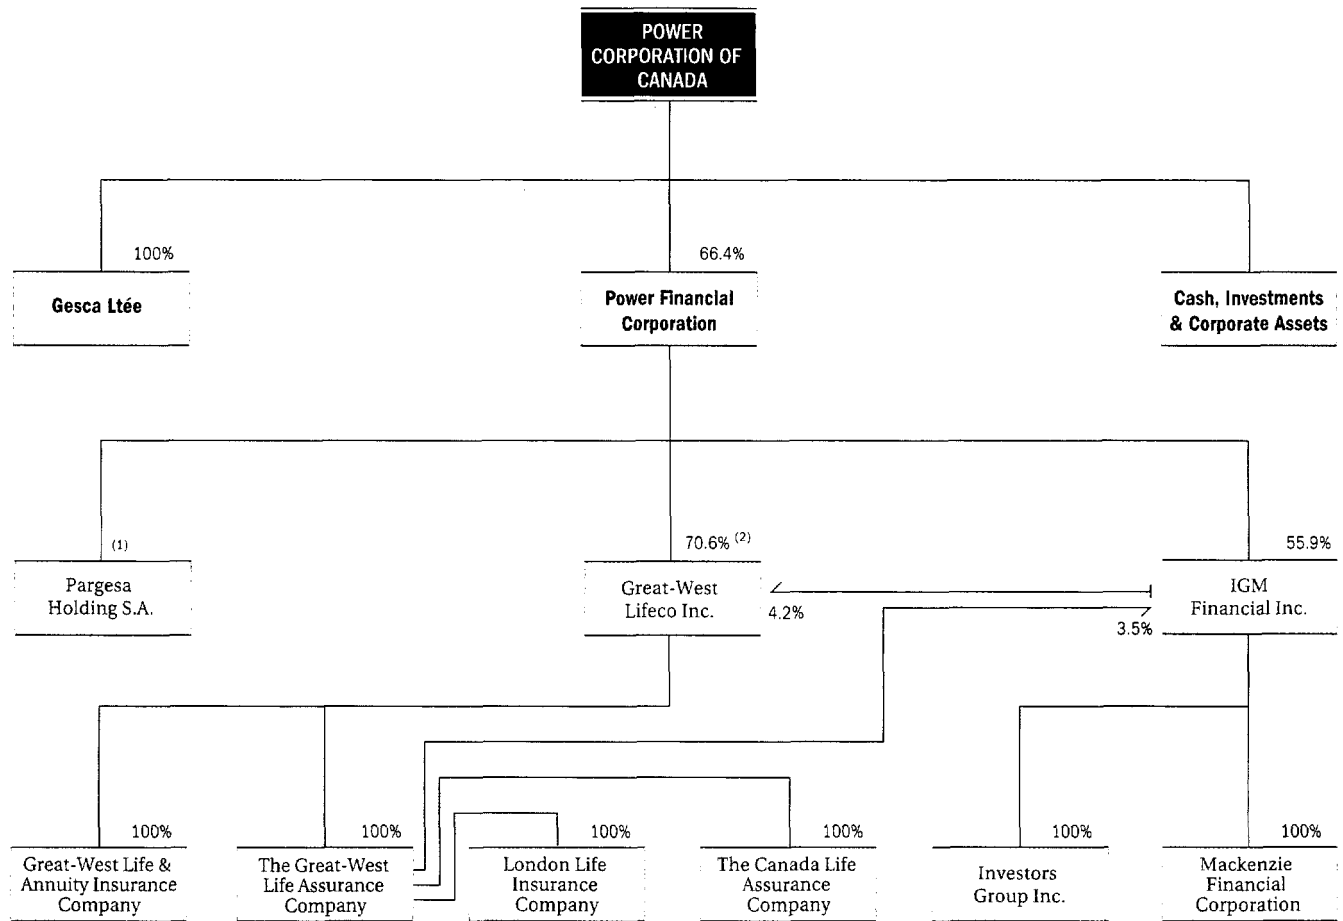 POWER
CORPORATION OF
CANADA
100%
66.4%
Gesca Ltée
Power Financial
Corporation
Cash, Investments
& Corporate Assets
(1)
70.6% (2)
55.9%
Pargesa
Holding S.A.
Great-West
Lifeco Inc.
IGM
Financial Inc.
4.2%
3.5%
100%
100%
100%
100%
100%
100%
Great-West Life &
Annuity Insurance
Company
The Great-West
Life Assurance
Company
London Life
Insurance
Company
The Canada Life
Assurance
Company
Investors
Group Inc.
Mackenzie
Financial
Corporation